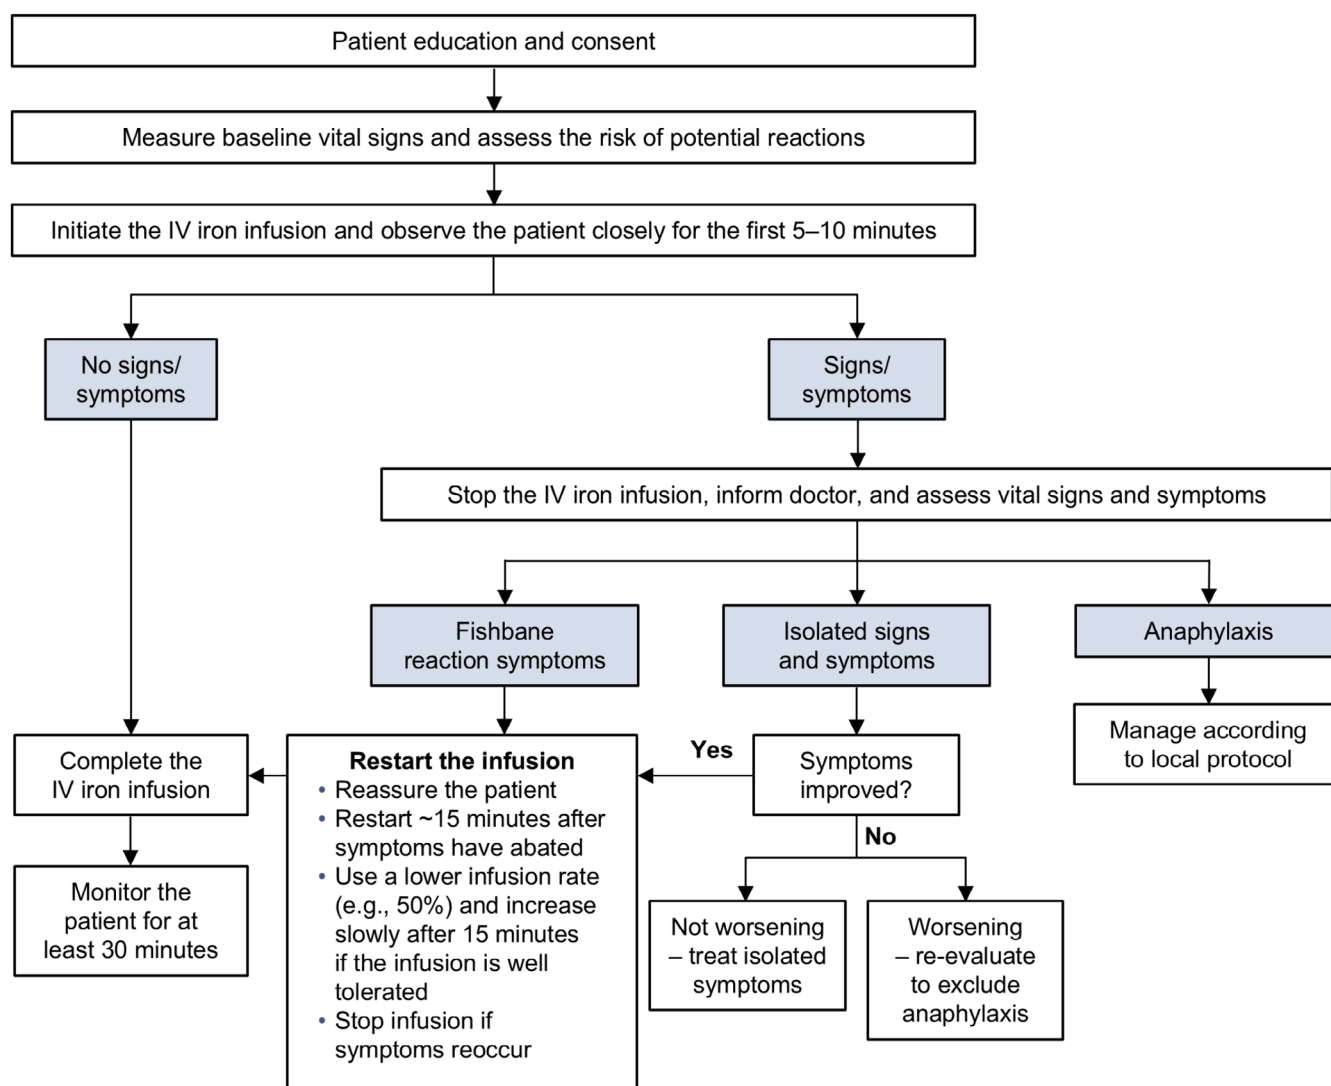 Patient education and consent
Measure baseline vital signs and assess the risk of potential reactions
Initiate the IV iron infusion and observe the patient closely for the first 5–10 minutes
No signs/
symptoms
Signs/
symptoms
Stop the IV iron infusion, inform doctor, and assess vital signs and symptoms
Fishbane
reaction symptoms
Isolated signs
and symptoms
Anaphylaxis
Complete the
IV iron infusion
Restart the infusion
• Reassure the patient
• Restart ~15 minutes after
symptoms have abated
• Use a lower infusion rate
(e.g., 50%) and increase
slowly after 15 minutes
if the infusion is well
tolerated
• Stop infusion if
symptoms reoccur
Yes
Symptoms
improved?
Manage according
to local protocol
No
Monitor the
patient for at
least 30 minutes
Not worsening
– treat isolated
symptoms
Worsening
– re-evaluate
to exclude
anaphylaxis